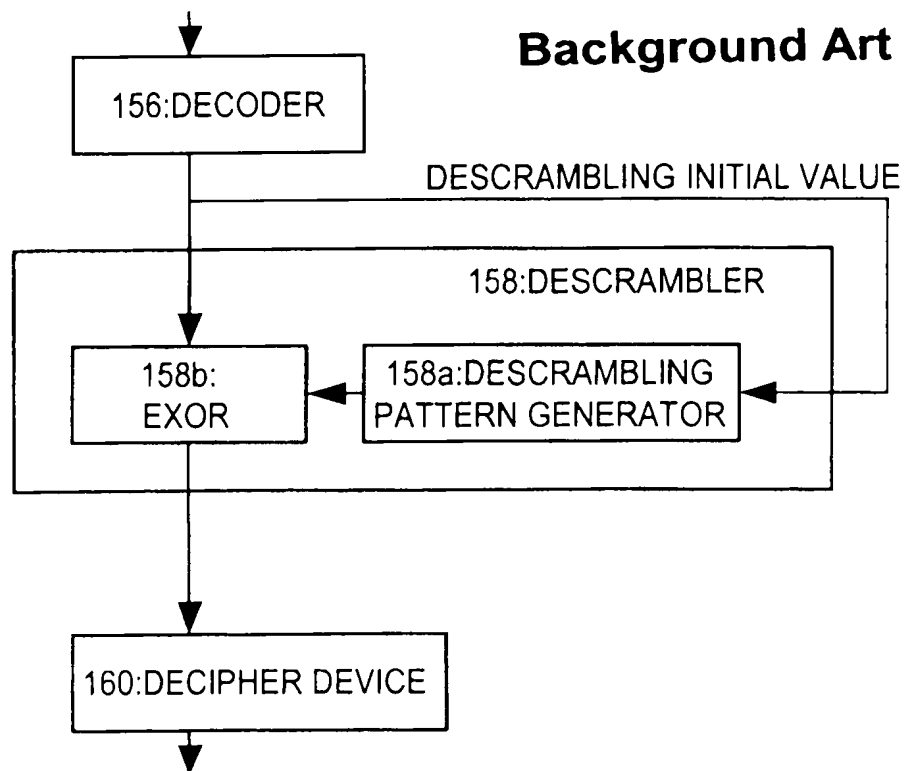 Background Art
156:DECODER
DESCRAMBLING INITIAL VALUE
158:DESCRAMBLER
158b:
EXOR
158a:DESCRAMBLING
PATTERN GENERATOR
160:DECIPHER DEVICE